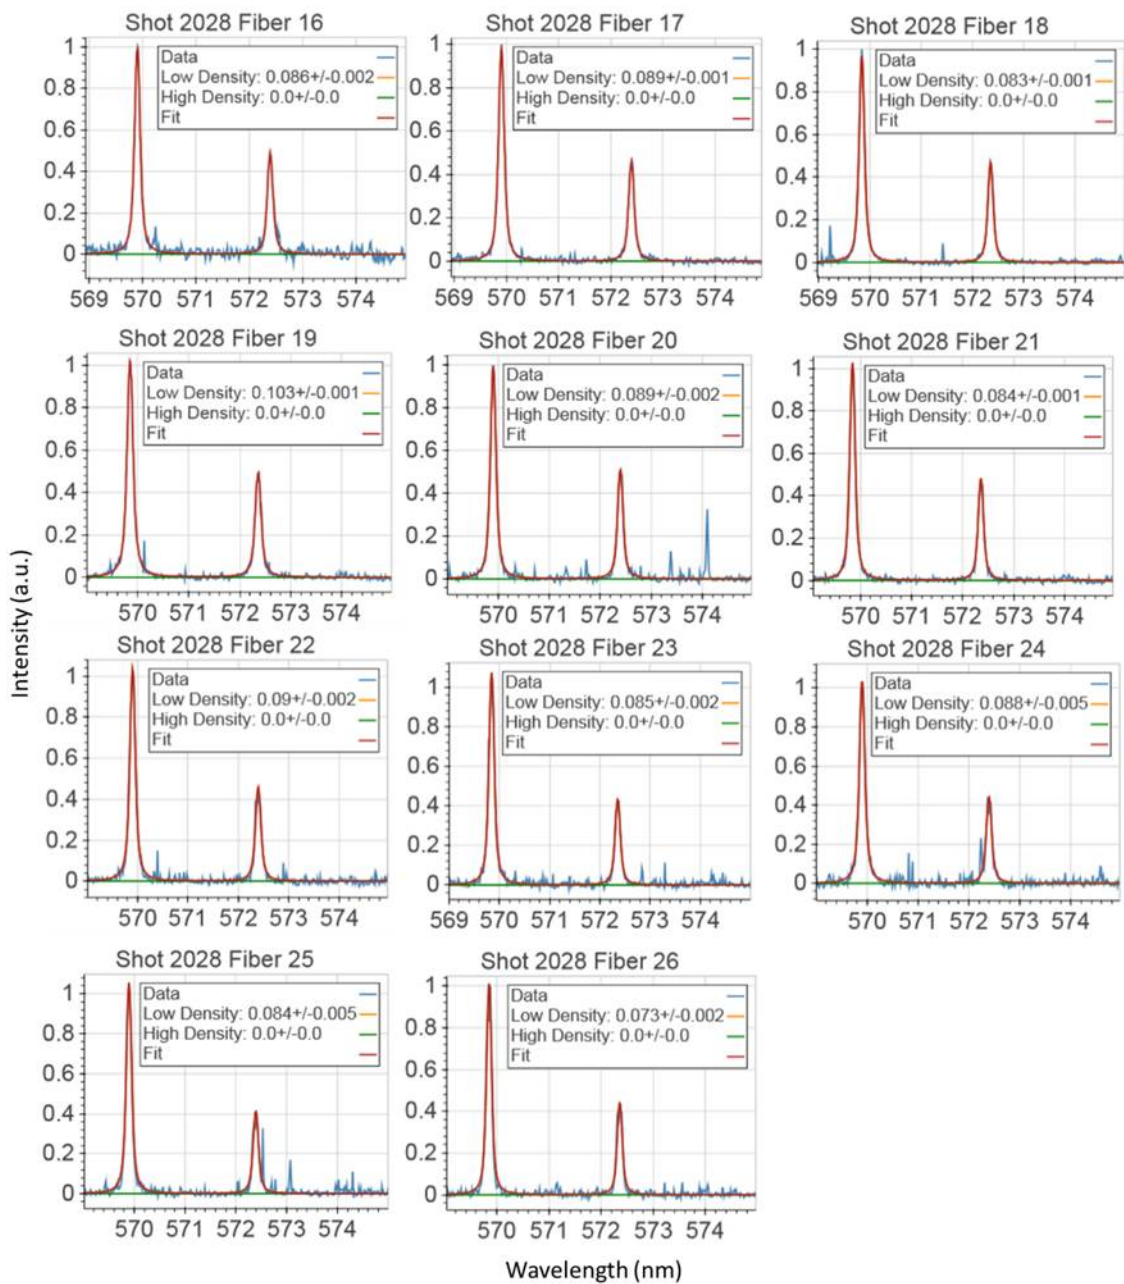 Shot 2028 Fiber 16
Data
Low Density: 0.086+/-0.002
High Density: 0.0+/-0.0
Fit
1
0.8
0.6
0.4
0.2
0
569 570 571 572 573 574
Shot 2028 Fiber 17
Data
Low Density: 0.089+/-0.001
High Density: 0.0+/-0.0
Fit
1
0.8
0.6
0.4
0.2
0
569 570 571 572 573 574
Shot 2028 Fiber 18
Data
Low Density: 0.083+/-0.001
High Density: 0.0+/-0.0
Fit
1
0.8
0.6
0.4
0.2
0
569 570 571 572 573 574
Shot 2028 Fiber 19
Data
Low Density: 0.103+/-0.001
High Density: 0.0+/-0.0
Fit
1
0.8
0.6
0.4
0.2
0
570 571 572 573 574
Shot 2028 Fiber 20
Data
Low Density: 0.089+/-0.002
High Density: 0.0+/-0.0
Fit
1
0.8
0.6
0.4
0.2
0
570 571 572 573 574
Shot 2028 Fiber 21
Data
Low Density: 0.084+/-0.001
High Density: 0.0+/-0.0
Fit
1
0.8
0.6
0.4
0.2
0
570 571 572 573 574
Intensity (a.u.)
Shot 2028 Fiber 22
Data
Low Density: 0.09+/-0.002
High Density: 0.0+/-0.0
Fit
1
0.8
0.6
0.4
0.2
0
570 571 572 573 574
Shot 2028 Fiber 23
Data
Low Density: 0.085+/-0.002
High Density: 0.0+/-0.0
Fit
1
0.8
0.6
0.4
0.2
0
569 570 571 572 573 574
Shot 2028 Fiber 24
Data
Low Density: 0.088+/-0.005
High Density: 0.0+/-0.0
Fit
1
0.8
0.6
0.4
0.2
0
570 571 572 573 574
Shot 2028 Fiber 25
Data
Low Density: 0.084+/-0.005
High Density: 0.0+/-0.0
Fit
1
0.8
0.6
0.4
0.2
0
570 571 572 573 574
Shot 2028 Fiber 26
Data
Low Density: 0.073+/-0.002
High Density: 0.0+/-0.0
Fit
1
0.8
0.6
0.4
0.2
0
570 571 572 573 574
Wavelength (nm)